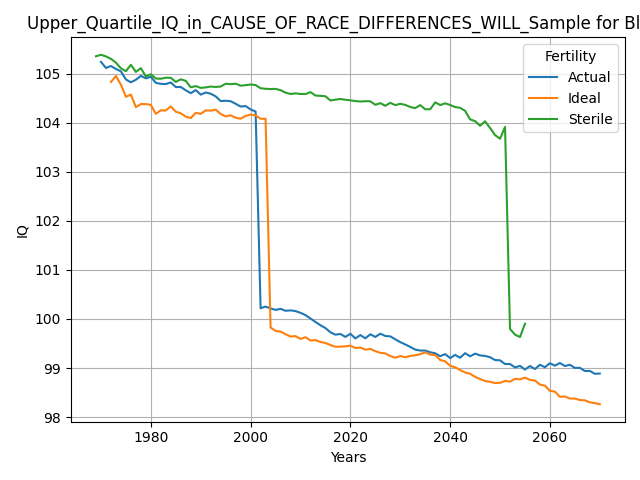 Upper_Quartile_IQ_in_CAUSE_OF_RACE_DIFFERENCES_WILL_Sample for Bl
Fertility
Actual
Ideal
Sterile
105
104
103
102
101
100
99
98
IQ
1980
2000
2020
2040
2060
Years